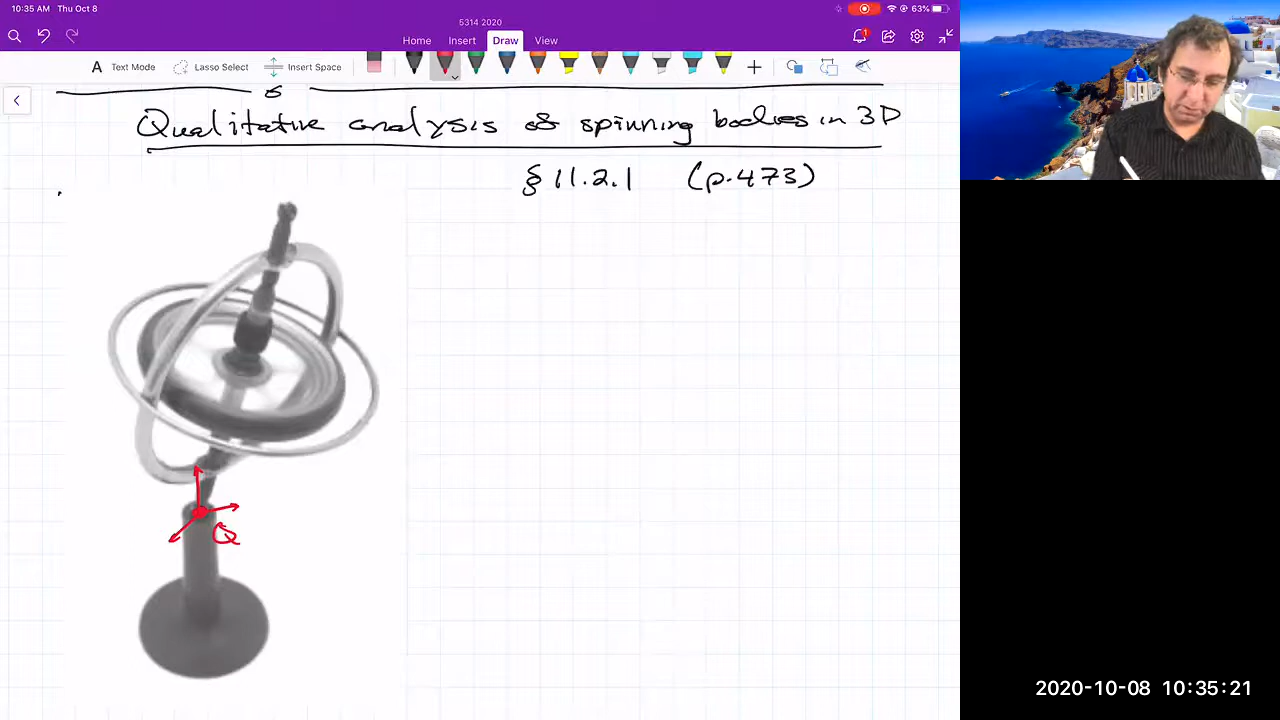 10:35 AM Thu Oct 8
63%
5314 2020
Home Insert Draw View
1
A Text Mode Lasso Select Insert Space
Qualitative analysis of spinning bodies in 3D
§ 11.2.1 (p.473)
Q
2020-10-08 10:35:21